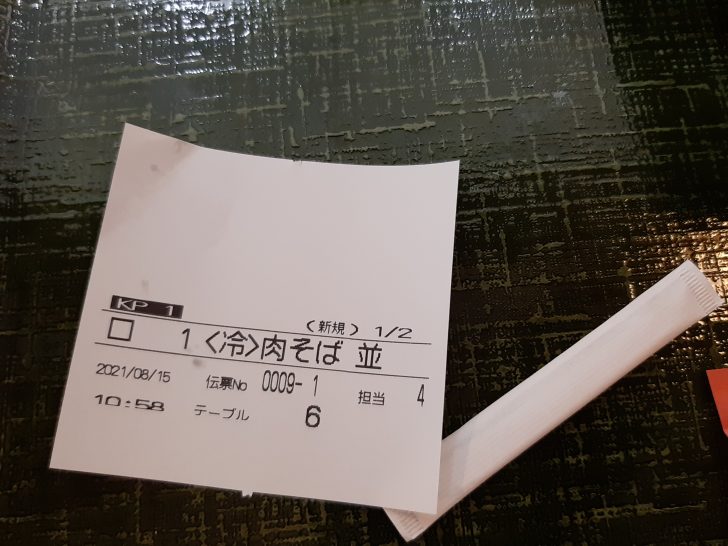 KP 1
(新規) 1/2
□ 1 <冷>肉そば 並
2021/08/15 伝票No 0009-1 担当 4
10:58 テーブル 6